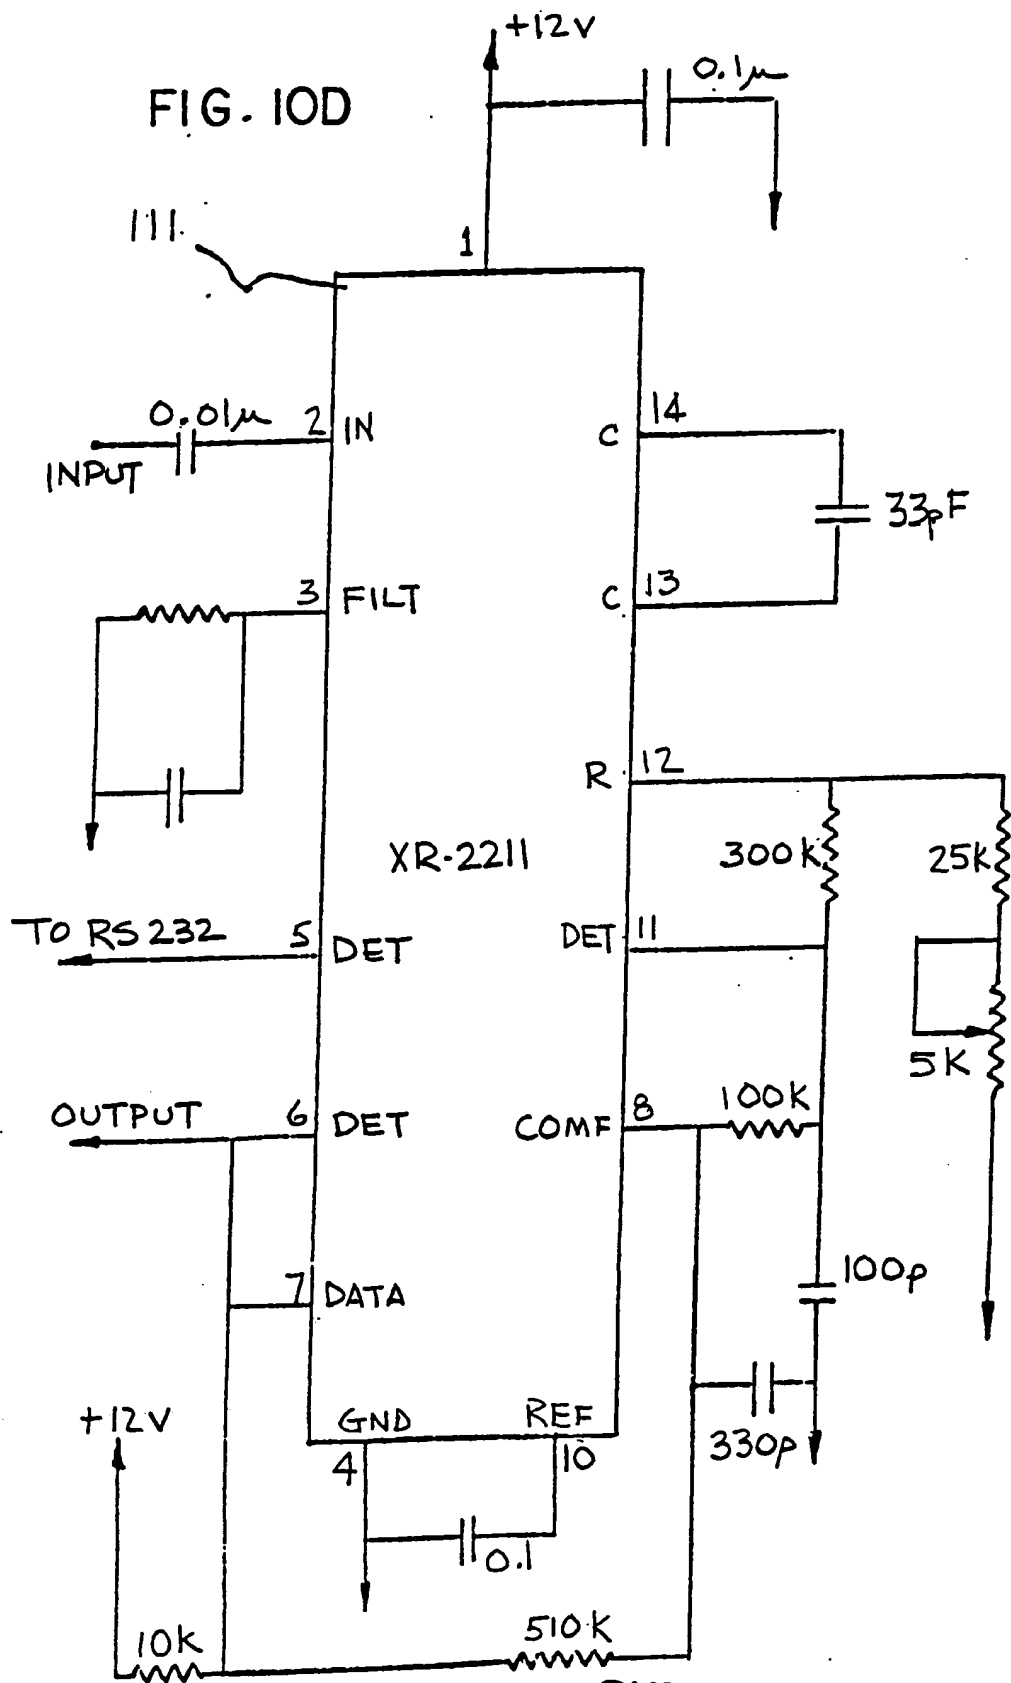 +12V
0.1μ
FIG. 10D
111.
1
0.01μ
2 IN
INPUT
14
C
33pF
13
C
3 FILT
12
R
XR-2211
300K
25K
TO RS 232
5 DET
DET 11
5K
OUTPUT
6 DET
COMF 8
100K
7 DATA
100p
+12V
GND
REF
4
10
330p
0.1
10K
510K